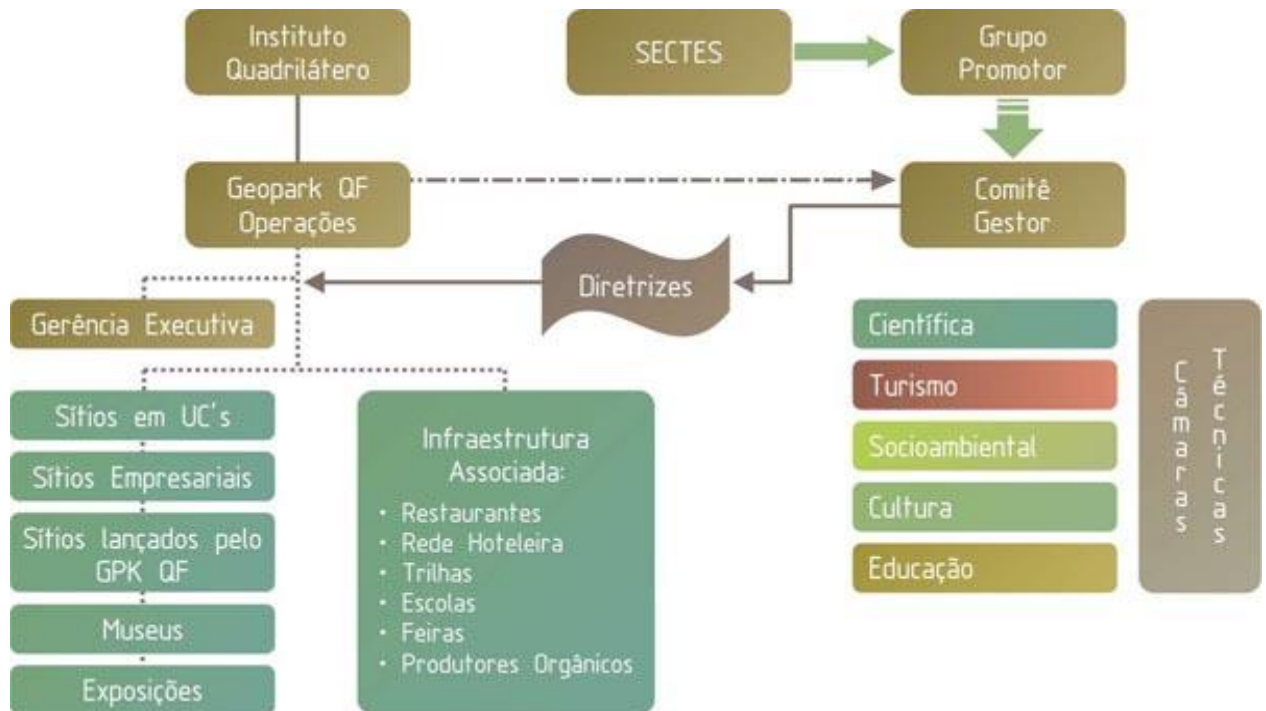 Instituto
Quadrilátero
SECTES
Grupo
Promotor
Geopark QF
Operações
Comitê
Gestor
Diretrizes
Gerência Executiva
Sítios em UC's
Sítios Empresariais
Sítios lançados pelo
GPK QF
Museus
Exposições
Infraestrutura
Associada:
• Restaurantes
• Rede Hoteleira
• Trilhas
• Escolas
• Feiras
• Produtores Orgânicos
Científica
Turismo
Socioambiental
Cultura
Educação
Câmaras
Técnicas